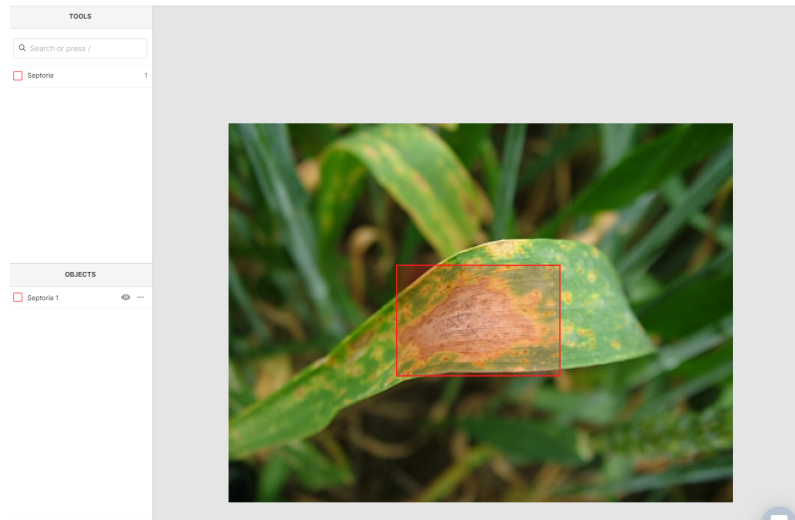 TOOLS
Search or press /
Septoria 1
OBJECTS
Septoria 1